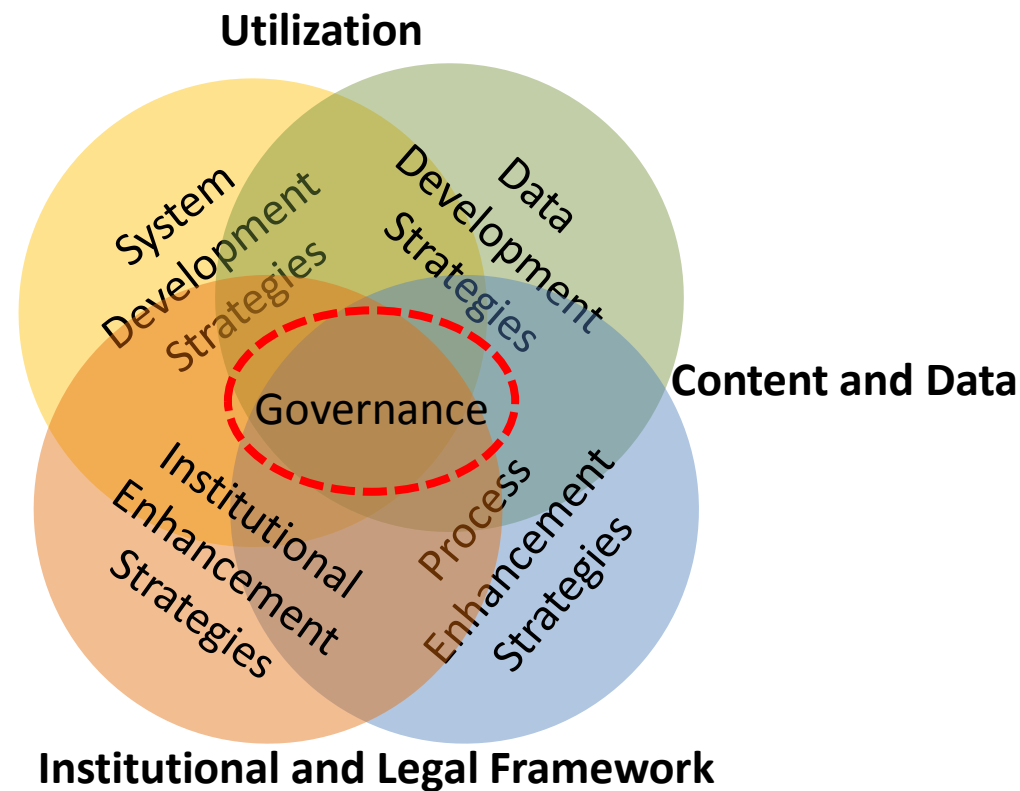 Utilization
System
Development
Strategies
Data
Development
Strategies
Content and Data
Governance
Institutional
Enhancement
Strategies
Process
Enhancement
Strategies
Institutional and Legal Framework